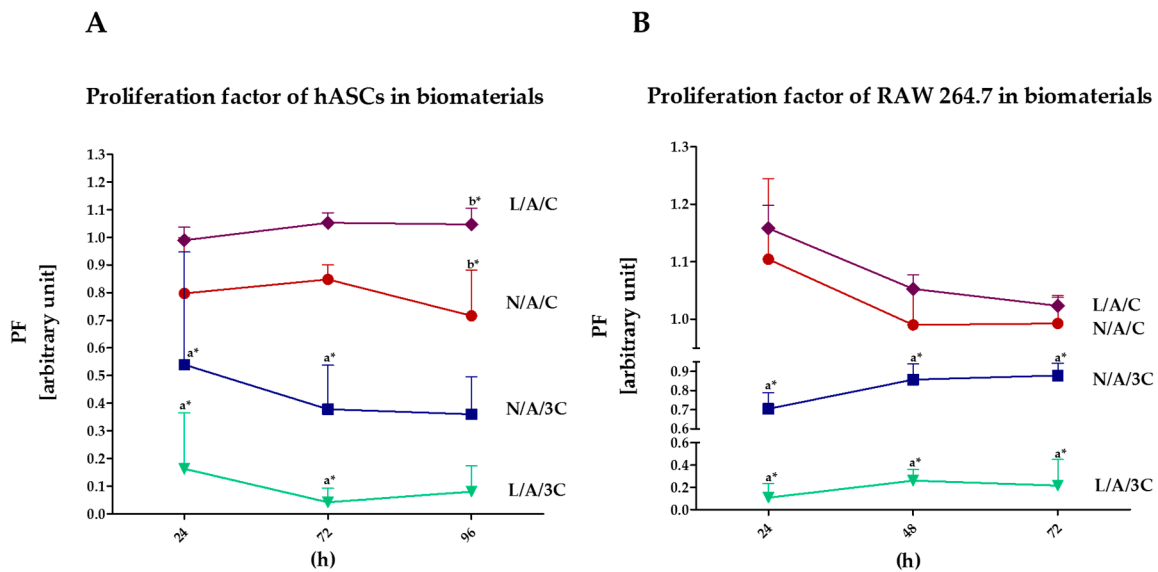 A
Proliferation factor of hASCs in biomaterials
PF
[arbitrary unit]
1.3
1.2
1.1
1.0
0.9
0.8
0.7
0.6
0.5
0.4
0.3
0.2
0.1
0.0
b*
b*
a*
a*
a*
a*
L/A/C
N/A/C
N/A/3C
L/A/3C
24
72
96
(h)
B
Proliferation factor of RAW 264.7 in biomaterials
PF
[arbitrary unit]
1.3
1.2
1.1
1.0
0.9
0.8
0.7
0.6
0.6
0.4
0.2
0.0
a*
a*
a*
a*
a*
a*
L/A/C
N/A/C
N/A/3C
L/A/3C
24
48
72
(h)